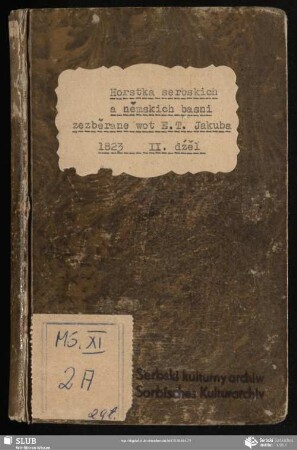 Horstka serbskich
a němskich basni
zezběrane wot E.T. Jakuba
1823 II. dźěl
MS. XI
2A
Serbski kulturny archiw
Sorbisches Kulturarchiv
SLUB